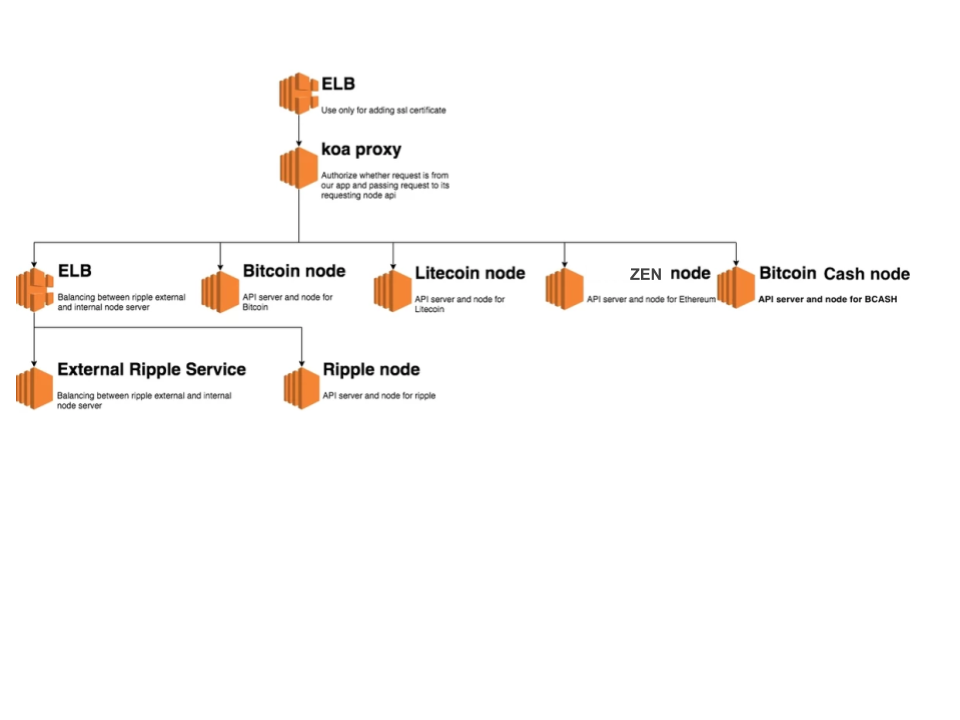 ELB
Use only for adding ssl certificate
koa proxy
Authorize whether request is from
our app and passing request to its
requesting node api
ELB
Balancing between ripple external
and internal node server
Bitcoin node
API server and node for
Bitcoin
Litecoin node
API server and node for
Litecoin
ZEN node
API server and node for Ethereum
Bitcoin Cash node
API server and node for BCASH
External Ripple Service
Balancing between ripple external and internal
node server
Ripple node
API server and node for ripple